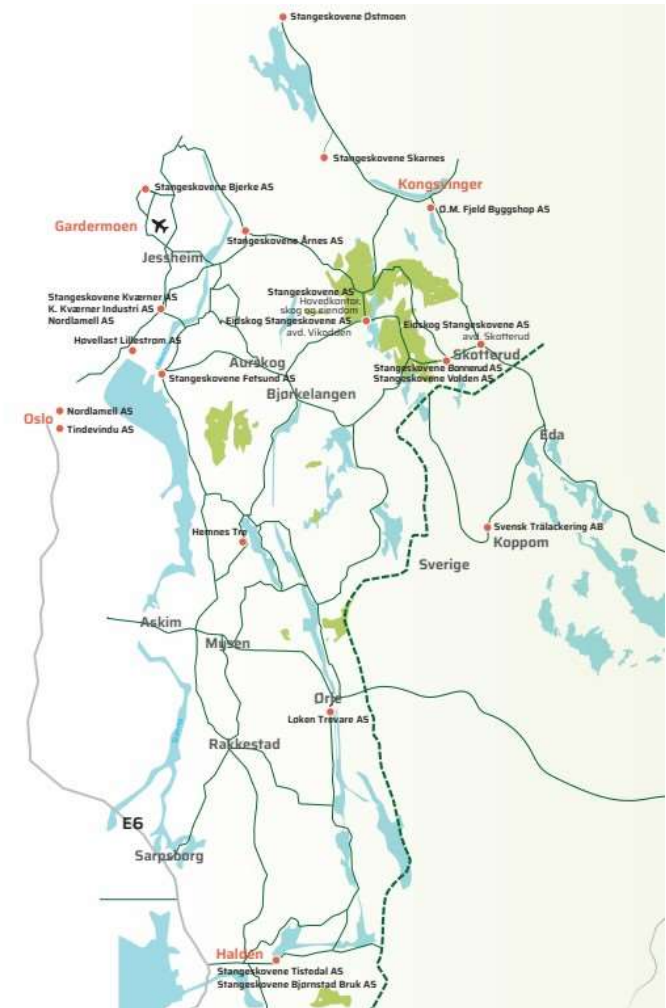 Stangeskovene Østmoen
Stangeskovene Skarnes
Kongsvinger
Stangeskovene Bjerke AS
Ø.M. Fjeld Byggshop AS
Gardermoen
Stangeskovene Årnes AS
Jessheim
Stangeskovene AS
Hovedkontor,
skog og eiendom
Stangeskovene Kværner AS
K. Kværner Industri AS
Nordlamell AS
Eidskog Stangeskovene AS
avd. Vikodden
Eidskog Stangeskovene AS
avd. Skotterud
Høvellast Lillestrøm AS
Skotterud
Aurskog
Stangeskovene Bonnerud AS
Stangeskovene Volden AS
Stangeskovene Fetsund AS
Bjørkelangen
Oslo
Nordlamell AS
Tindevindu AS
Eda
Svensk Trälackering AB
Koppom
Hemnes Tre
Sverige
Askim
Mysen
Ørje
Løken Trevare AS
Rakkestad
E6
Sarpsborg
Halden
Stangeskovene Tistedal AS
Stangeskovene Bjørnstad Bruk AS